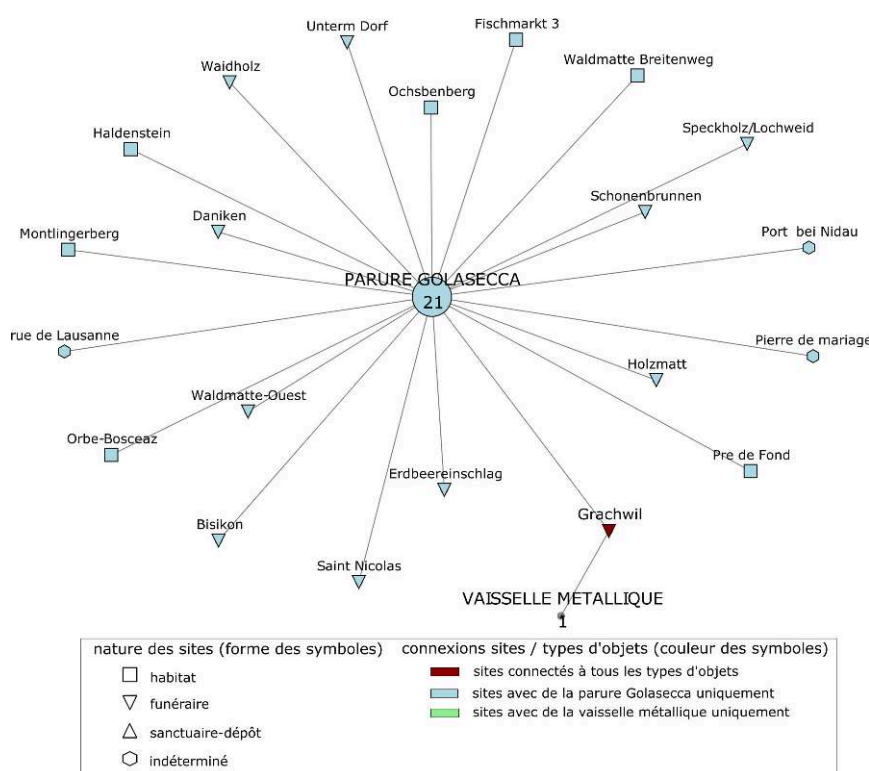 Unterm Dorf
Fischmarkt 3
Waldmatte Breitenweg
Waidholz
Ochsbenberg
Haldenstein
Speckholz/Lochweid
Daniken
Schonenbrunnen
Montlingerberg
Port bei Nidau
PARURE GOLASECCA
21
rue de Lausanne
Pierre de mariage
Holzmatt
Waldmatte-Ouest
Orbe-Bosceaz
Pre de Fond
Erdbeereinschlag
Grachwil
Bisikon
Saint Nicolas
VAISSELLE METALLIQUE
1
nature des sites (forme des symboles)
habitat
funéraire
sanctuaire-dépôt
indéterminé
connexions sites / types d'objets (couleur des symboles)
sites connectés à tous les types d'objets
sites avec de la parure Golasecca uniquement
sites avec de la vaisselle métallique uniquement